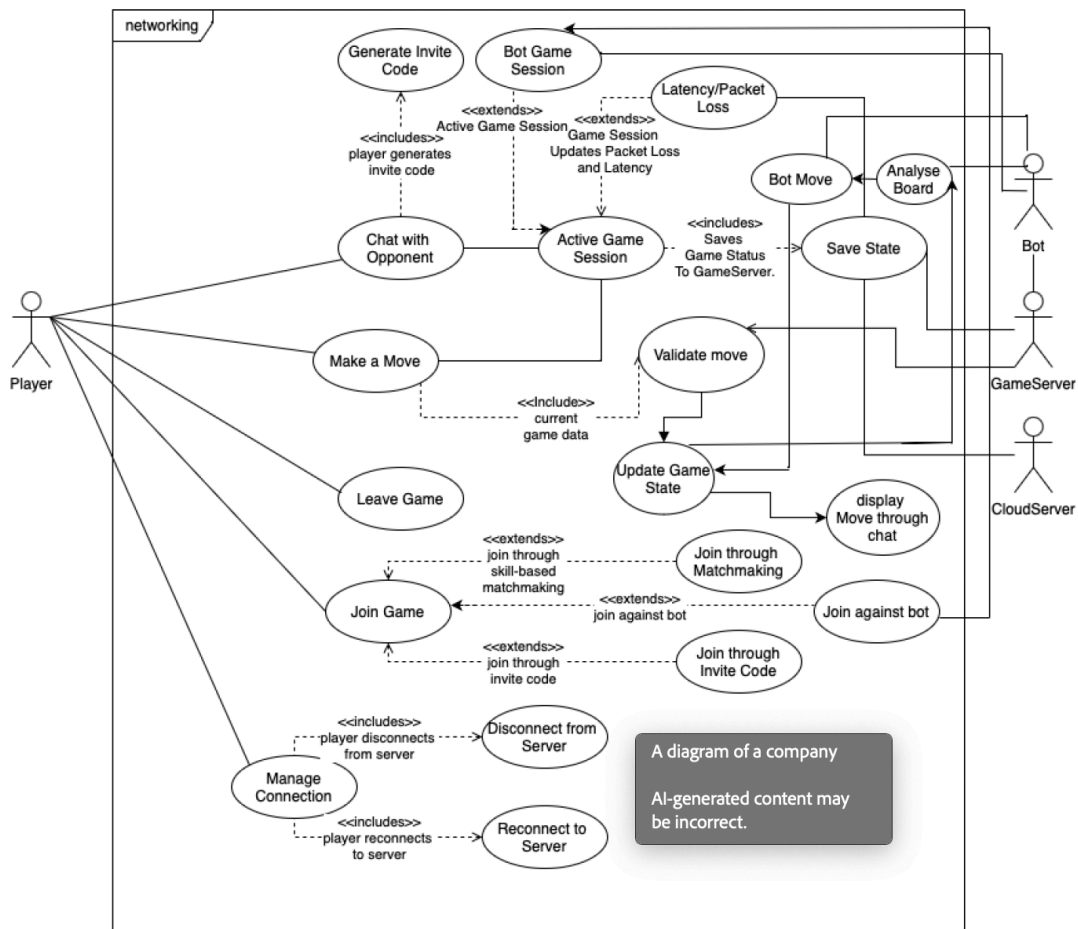 networking
Generate Invite
Code
Bot Game
Session
Latency/Packet
Loss
<<extends>>
Active Game Session
<<extends>>
Game Session
Updates Packet Loss
and Latency
<<includes>>
player generates
invite code
Bot Move
Analyse
Board
Bot
Chat with
Opponent
Active Game
Session
<<includes>
Saves
Game Status
To GameServer.
Save State
Player
Make a Move
Validate move
GameServer
<<Include>>
current
game data
Update Game
State
Leave Game
display
Move through
chat
CloudServer
<<extends>>
join through
skill-based
matchmaking
Join through
Matchmaking
Join Game
<<extends>>
join against bot
Join against bot
<<extends>>
join through
invite code
Join through
Invite Code
<<includes>>
player disconnects
from server
Disconnect from
Server
Manage
Connection
<<includes>>
player reconnects
to server
Reconnect to
Server
A diagram of a company
AI-generated content may
be incorrect.